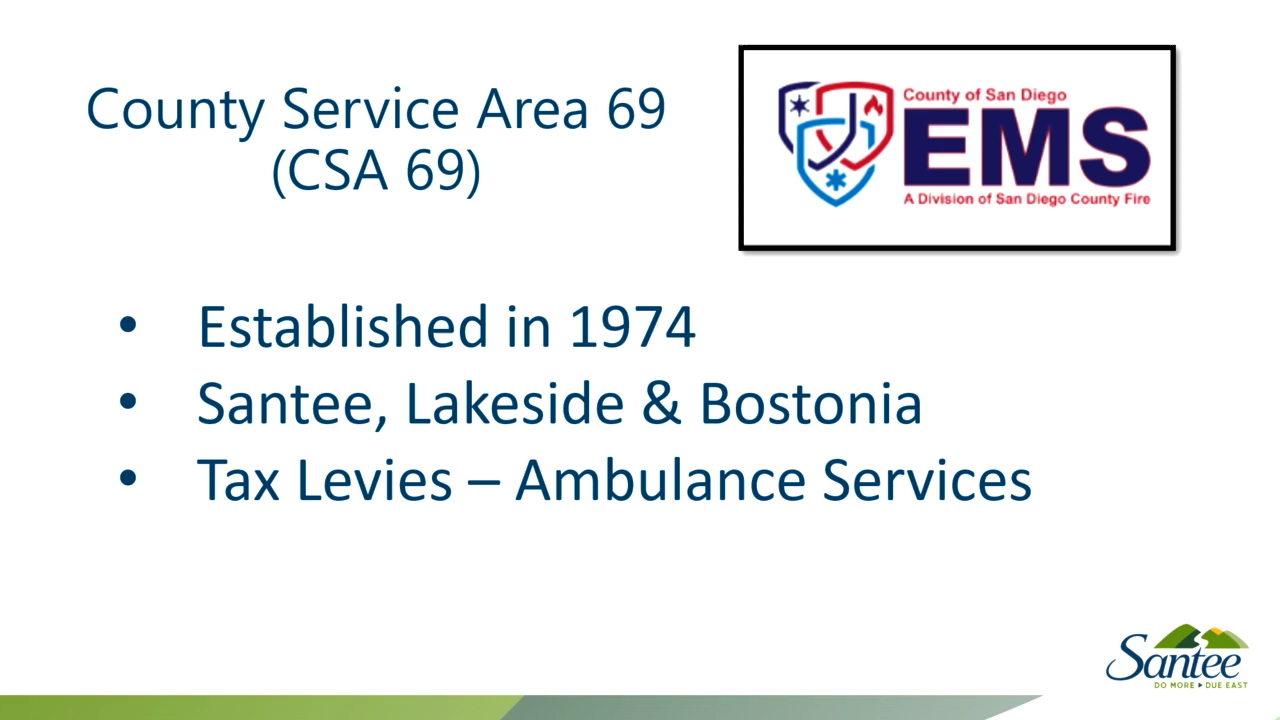 County Service Area 69
(CSA 69)
County of San Diego
EMS
A Division of San Diego County Fire
• Established in 1974
• Santee, Lakeside & Bostonia
• Tax Levies – Ambulance Services
Santee
DO MORE ▸ DUE EAST